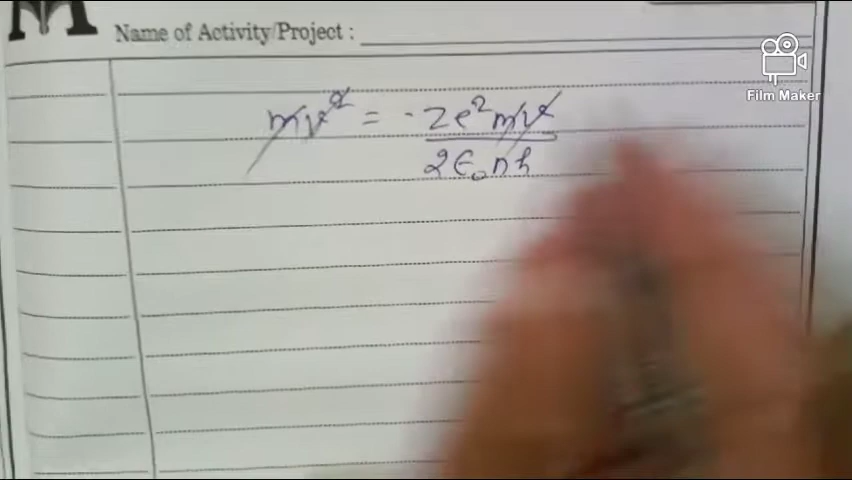 Name of Activity/Project :
Film Maker
mv² = - Ze²mv
2ϵ₀nh